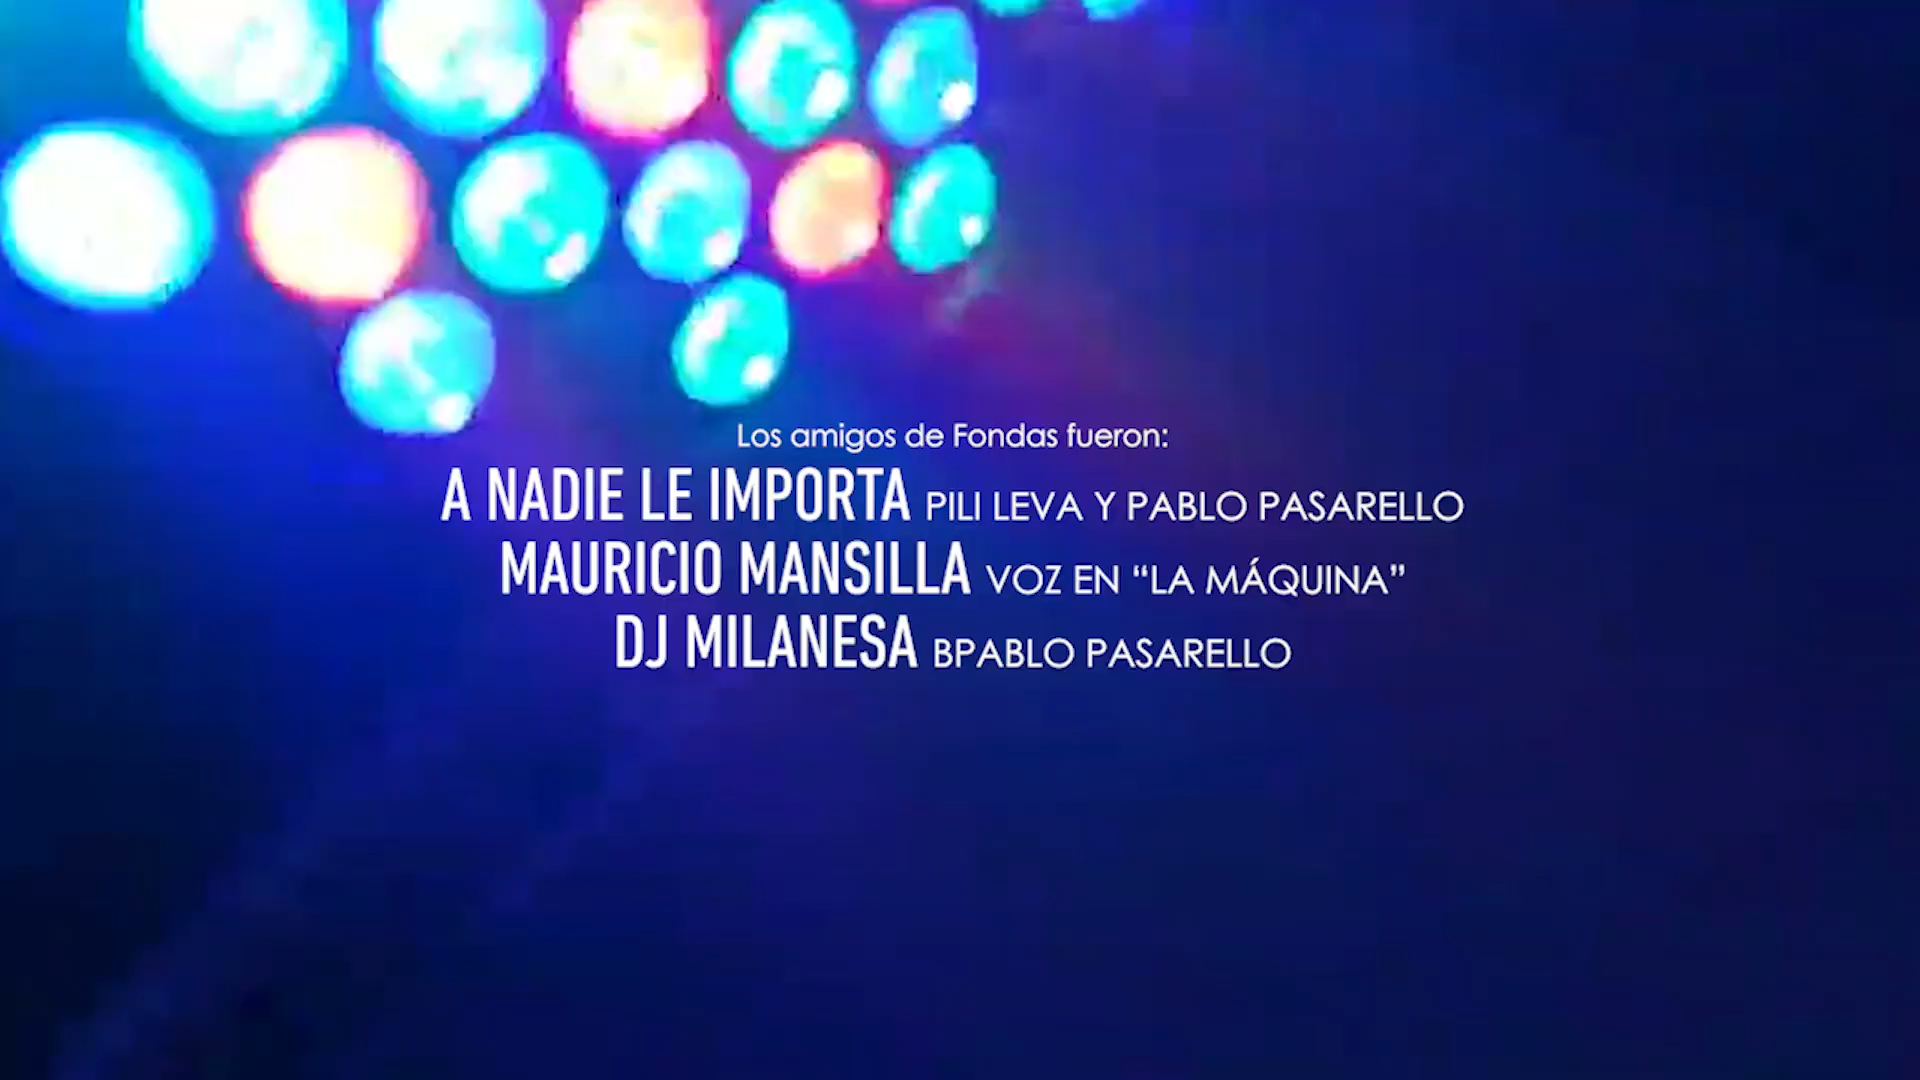 Los amigos de Fondas fueron:
A NADIE LE IMPORTA PILI LEVA Y PABLO PASARELLO
MAURICIO MANSILLA VOZ EN “LA MÁQUINA”
DJ MILANESA BPABLO PASARELLO